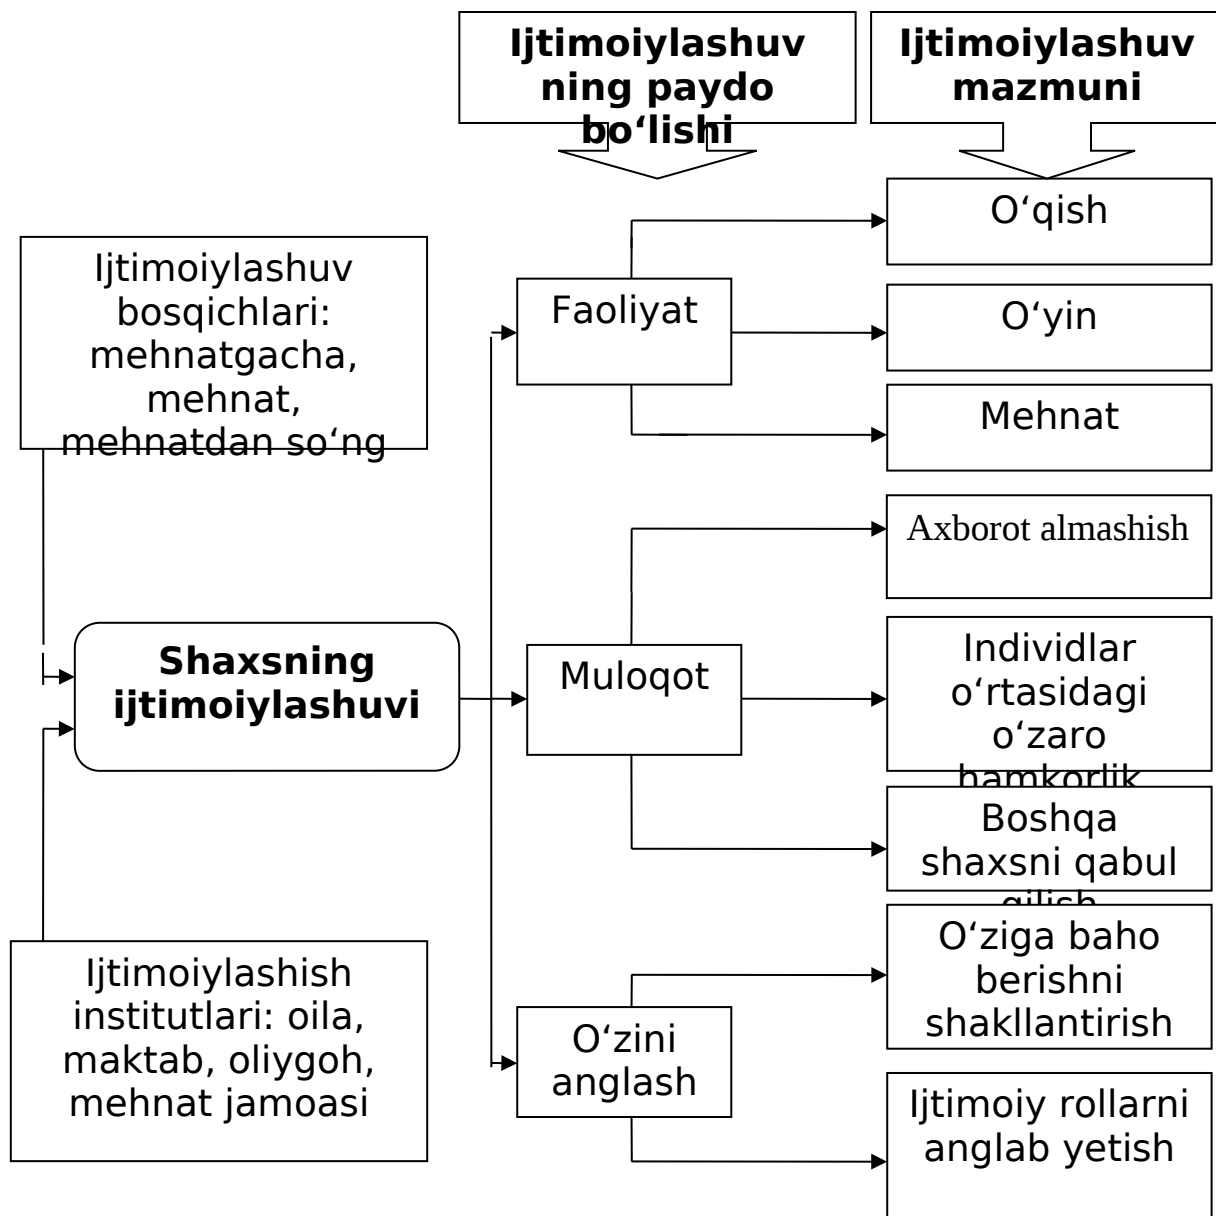 Ijtimoiylashuv
ning paydo
bo‘lishi
Ijtimoiylashuv
mazmuni
Ijtimoiylashuv
bosqichlari:
mehnatgacha,
mehnat,
mehnatdan so‘ng
Shaxsning
ijtimoiylashuvi
Ijtimoiylashish
institutlari: oila,
maktab, oliygoh,
mehnat jamoasi
Faoliyat
O‘qish
O‘yin
Mehnat
Muloqot
Axborot almashish
Individlar
o‘rtasidagi
o‘zaro
hamkorlik
Boshqa
shaxsni qabul
qilish
O‘zini
anglash
O‘ziga baho
berishni
shakllantirish
Ijtimoiy rollarni
anglab yetish